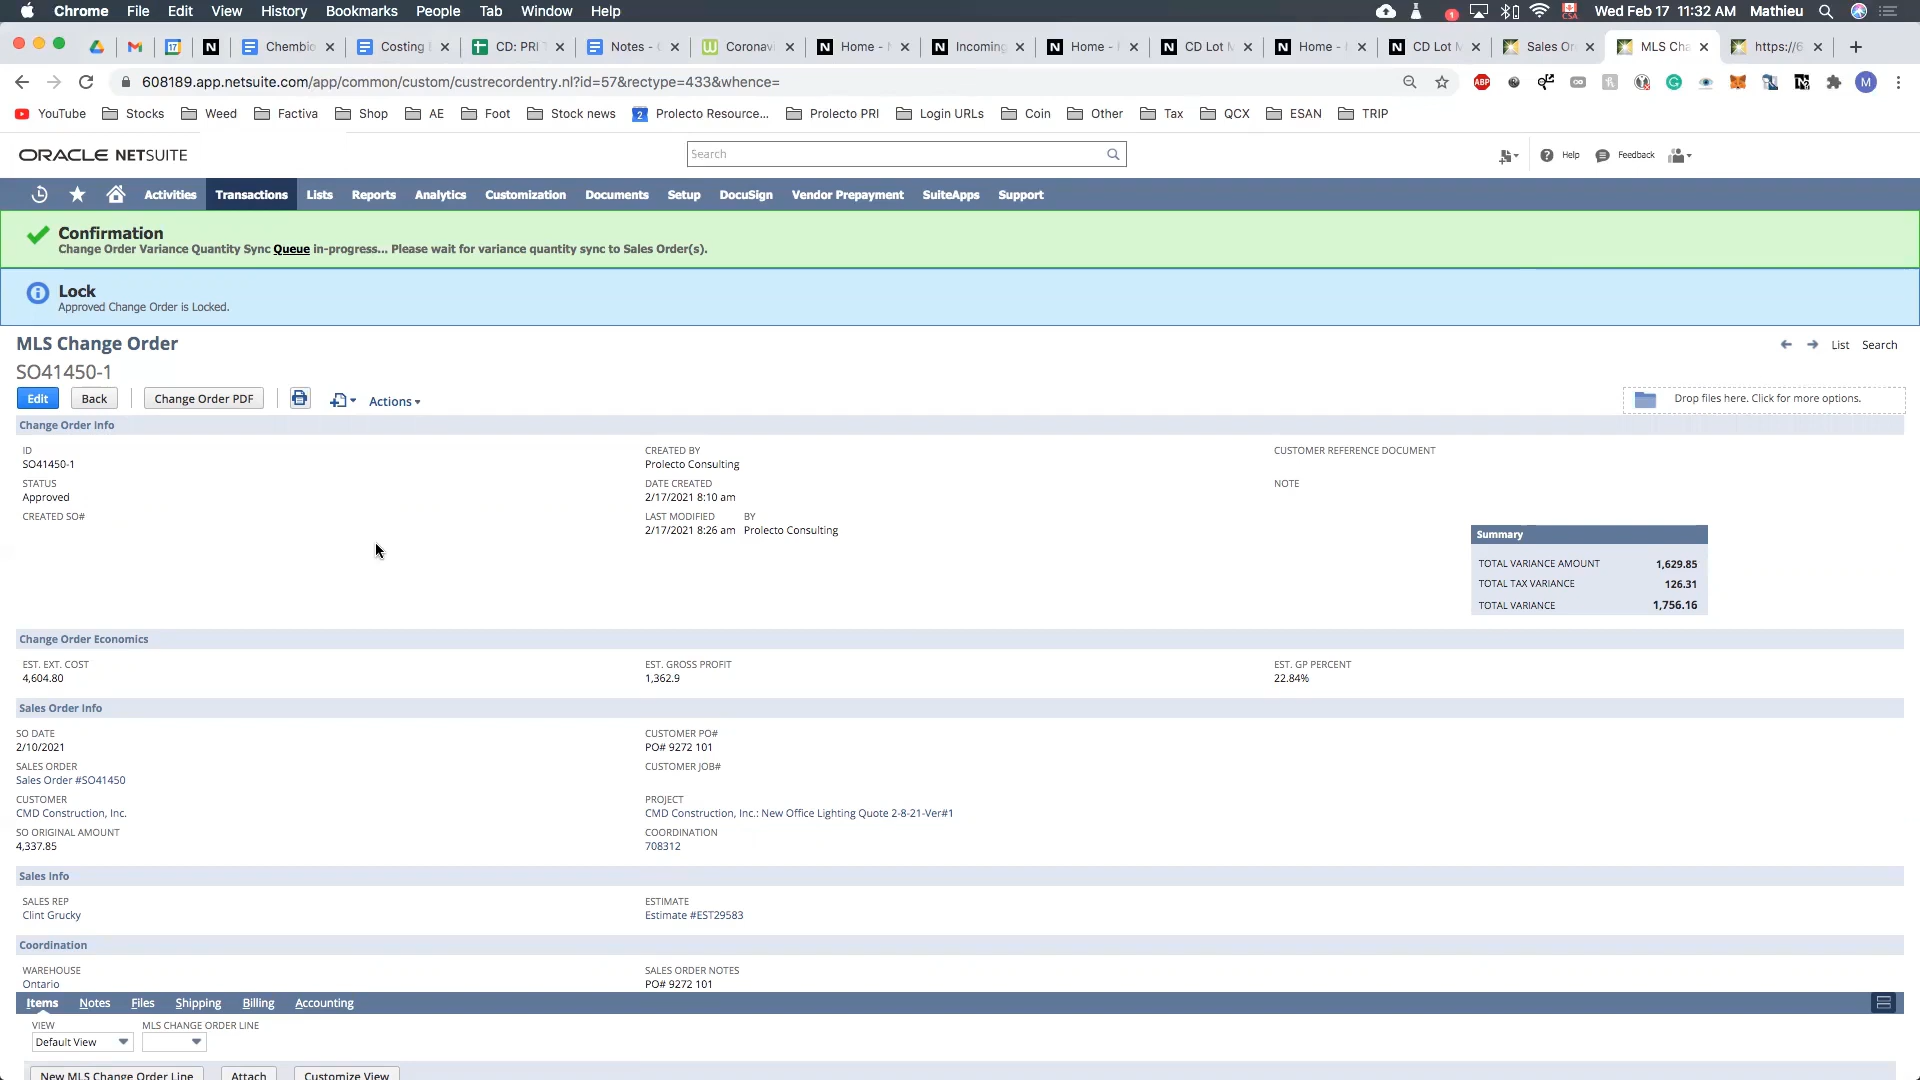 Chrome File Edit View History Bookmarks People Tab Window Help
1
Wed Feb 17 11:32 AM Mathieu
Chembio
Costing
CD: PRI
Notes -
Coronav
Home -
Incoming
Home -
CD Lot
Home -
CD Lot
Sales Or
MLS Cha
https://6
608189.app.netsuite.com/app/common/custom/custrecordentry.nl?id=57&rectype=433&whence=
ABP
M
YouTube Stocks Weed Factiva Shop AE Foot Stock news Prolecto Resource... Prolecto PRI Login URLs Coin Other Tax QCX ESAN TRIP
ORACLE NETSUITE
Search
Help Feedback
Activities Transactions Lists Reports Analytics Customization Documents Setup DocuSign Vendor Prepayment SuiteApps Support
Confirmation
Change Order Variance Quantity Sync Queue in-progress... Please wait for variance quantity sync to Sales Order(s).
Lock
Approved Change Order is Locked.
MLS Change Order
List Search
SO41450-1
Edit Back Change Order PDF Actions
Drop files here. Click for more options.
Change Order Info
ID
SO41450-1
STATUS
Approved
CREATED SO#
CREATED BY
Prolecto Consulting
DATE CREATED
2/17/2021 8:10 am
LAST MODIFIED BY
2/17/2021 8:26 am Prolecto Consulting
CUSTOMER REFERENCE DOCUMENT
NOTE
Summary
TOTAL VARIANCE AMOUNT 1,629.85
TOTAL TAX VARIANCE 126.31
TOTAL VARIANCE 1,756.16
Change Order Economics
EST. EXT. COST
4,604.80
EST. GROSS PROFIT
1,362.9
EST. GP PERCENT
22.84%
Sales Order Info
SO DATE
2/10/2021
SALES ORDER
Sales Order #SO41450
CUSTOMER
CMD Construction, Inc.
SO ORIGINAL AMOUNT
4,337.85
CUSTOMER PO#
PO# 9272 101
CUSTOMER JOB#
PROJECT
CMD Construction, Inc.: New Office Lighting Quote 2-8-21-Ver#1
COORDINATION
708312
Sales Info
SALES REP
Clint Grucky
ESTIMATE
Estimate #EST29583
Coordination
WAREHOUSE
Ontario
SALES ORDER NOTES
PO# 9272 101
Items Notes Files Shipping Billing Accounting
VIEW
Default View
MLS CHANGE ORDER LINE
New MLS Change Order Line Attach Customize View